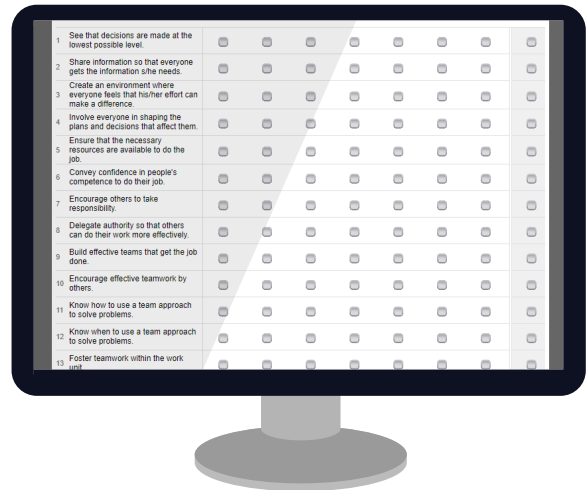 1 See that decisions are made at the
lowest possible level.
2 Share information so that everyone
gets the information s/he needs.
Create an environment where
3 everyone feels that his/her effort can
make a difference.
4 Involve everyone in shaping the
plans and decisions that affect them.
Ensure that the necessary
5 resources are available to do the
job.
6 Convey confidence in people's
competence to do their job.
7 Encourage others to take
responsibility.
8 Delegate authority so that others
can do their work more effectively.
9 Build effective teams that get the job
done.
10 Encourage effective teamwork by
others.
11 Know how to use a team approach
to solve problems.
12 Know when to use a team approach
to solve problems.
13 Foster teamwork within the work
unit